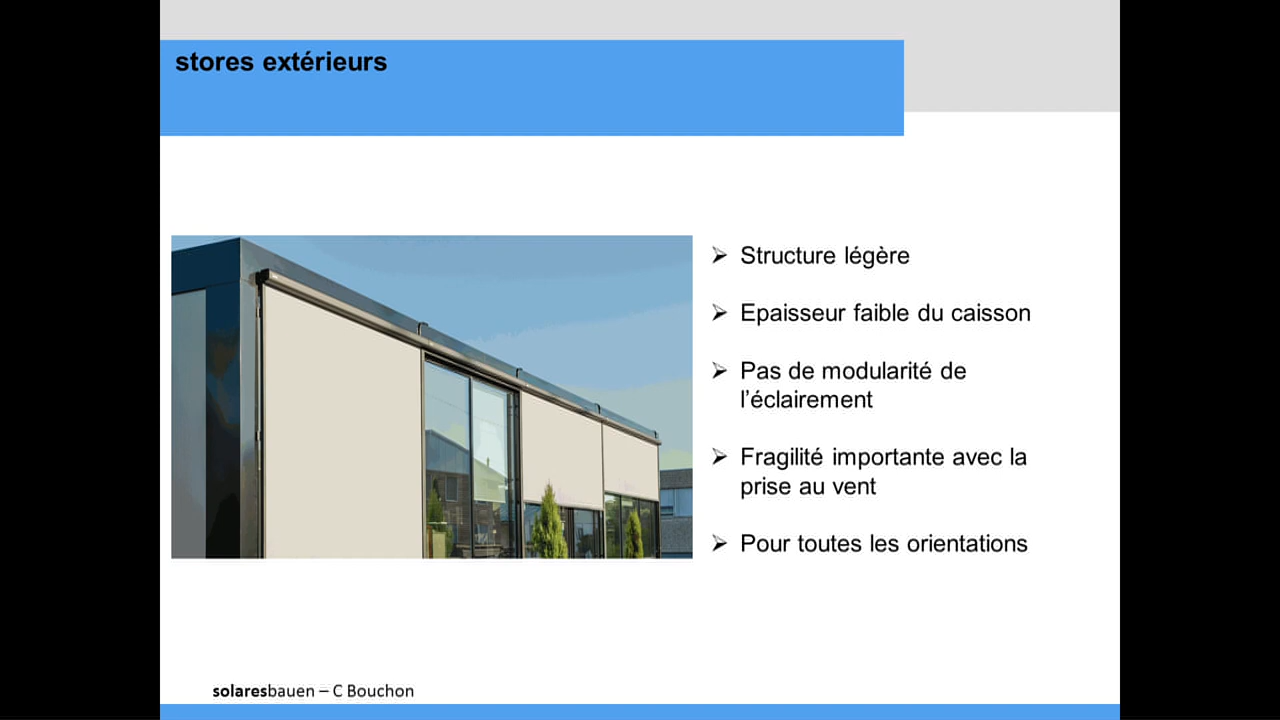 stores extérieurs
Structure légère
Epaisseur faible du caisson
Pas de modularité de
l’éclairement
Fragilité importante avec la
prise au vent
Pour toutes les orientations
solaresbauen – C Bouchon